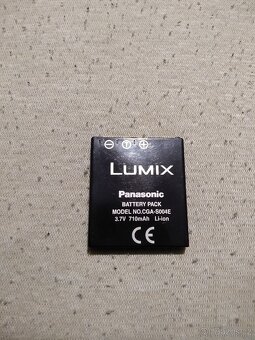 LUMIX
Panasonic
BATTERY PACK
MODEL NO.CGA-S004E
3.7V 710mAh Li-ion
CE